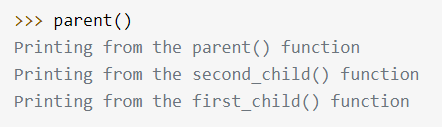 >>> parent()
Printing from the parent() function
Printing from the second_child() function
Printing from the first_child() function